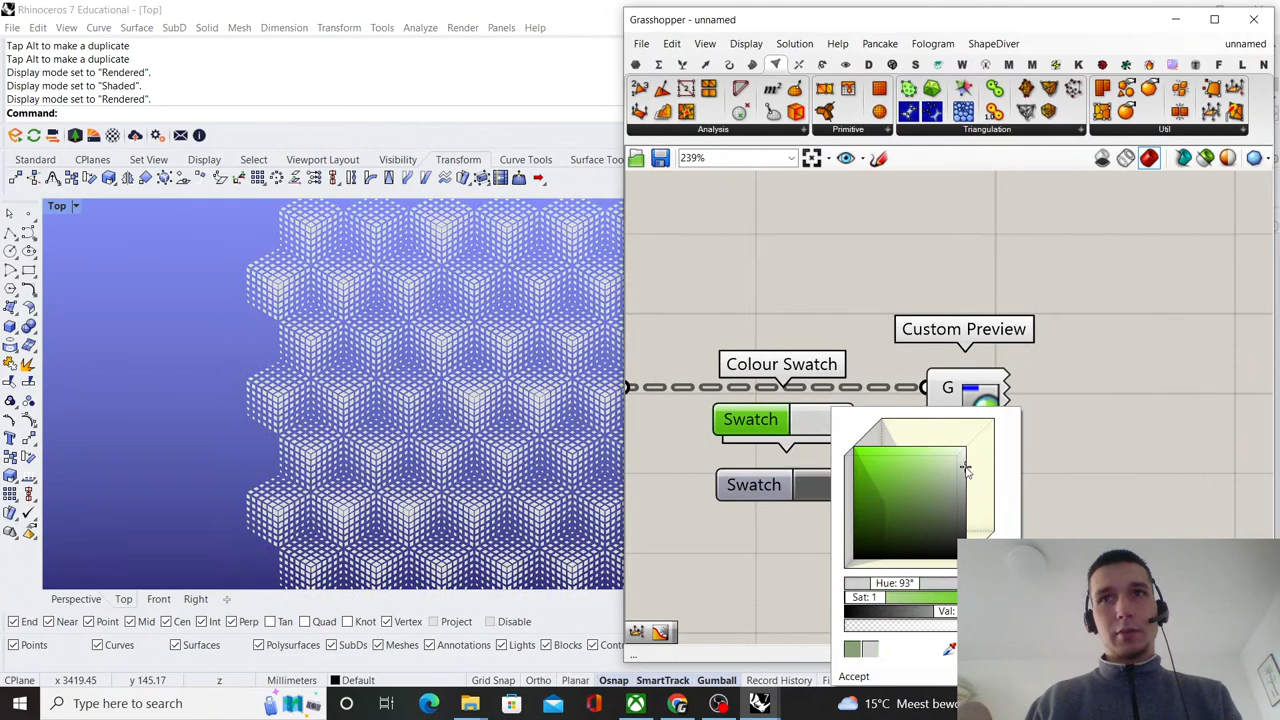 Rhinoceros 7 Educational - [Top]
File Edit View Curve Surface SubD Solid Mesh Dimension Transform Tools Analyze Render Panels Help
Tap Alt to make a duplicate
Tap Alt to make a duplicate
Display mode set to "Rendered".
Display mode set to "Shaded".
Display mode set to "Rendered".
Command:
Standard CPlanes Set View Display Select Viewport Layout Visibility Transform Curve Tools Surface Too
Top
Perspective Top Front Right
End Near Point Mid Cen Int Perp Tan Quad Knot Vertex Project Disable
Points Curves Surfaces Polysurfaces SubDs Meshes Annotations Lights Blocks
Millimeters Default Grid Snap Ortho Planar Osnap SmartTrack Gumball Record History
x 3419.45 y 145.17 z
Grasshopper - unnamed
File Edit View Display Solution Help Pancake Fologram ShapeDiver unnamed
D S W M M K F L N
Analysis Primitive Triangulation Util
239%
Custom Preview
Colour Swatch
G
Swatch
Swatch
Hue: 93°
Sat: 1
Val:
Accept
...
Type here to search
15°C Meest bewo